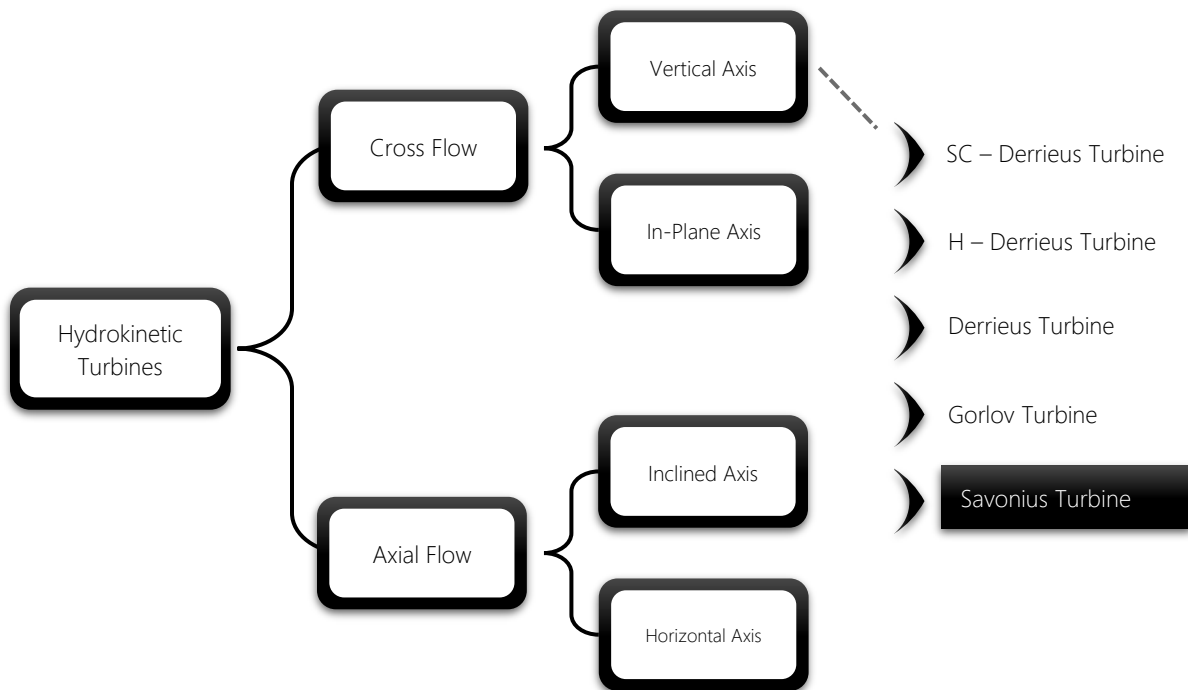 Hydrokinetic
Turbines
Cross Flow
Axial Flow
Vertical Axis
In-Plane Axis
Inclined Axis
Horizontal Axis
SC – Derrieus Turbine
H – Derrieus Turbine
Derrieus Turbine
Gorlov Turbine
Savonius Turbine